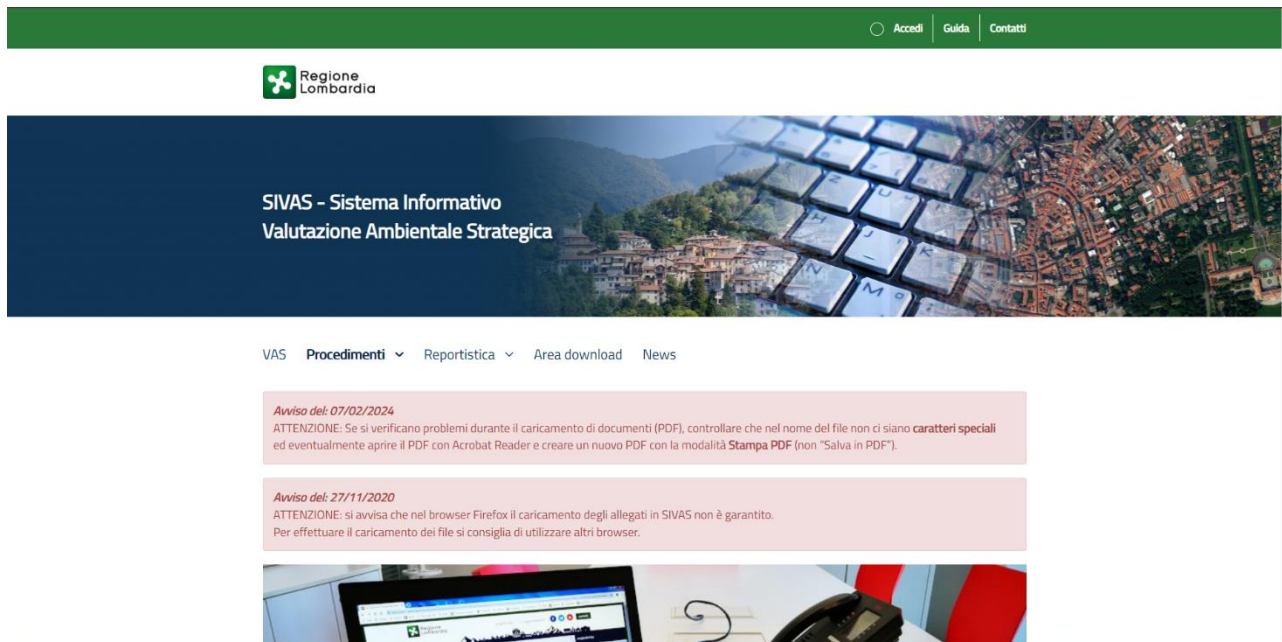 Accedi
Guida
Contatti
Regione
Lombardia
SIVAS - Sistema Informativo
Valutazione Ambientale Strategica
VAS
Procedimenti
Reportistica
Area download
News
Avviso del: 07/02/2024
ATTENZIONE: Se si verificano problemi durante il caricamento di documenti (PDF), controllare che nel nome del file non ci siano caratteri speciali
ed eventualmente aprire il PDF con Acrobat Reader e creare un nuovo PDF con la modalità Stampa PDF (non "Salva in PDF").
Avviso del: 27/11/2020
ATTENZIONE: si avvisa che nel browser Firefox il caricamento degli allegati in SIVAS non è garantito.
Per effettuare il caricamento dei file si consiglia di utilizzare altri browser.
Regione
Lombardia